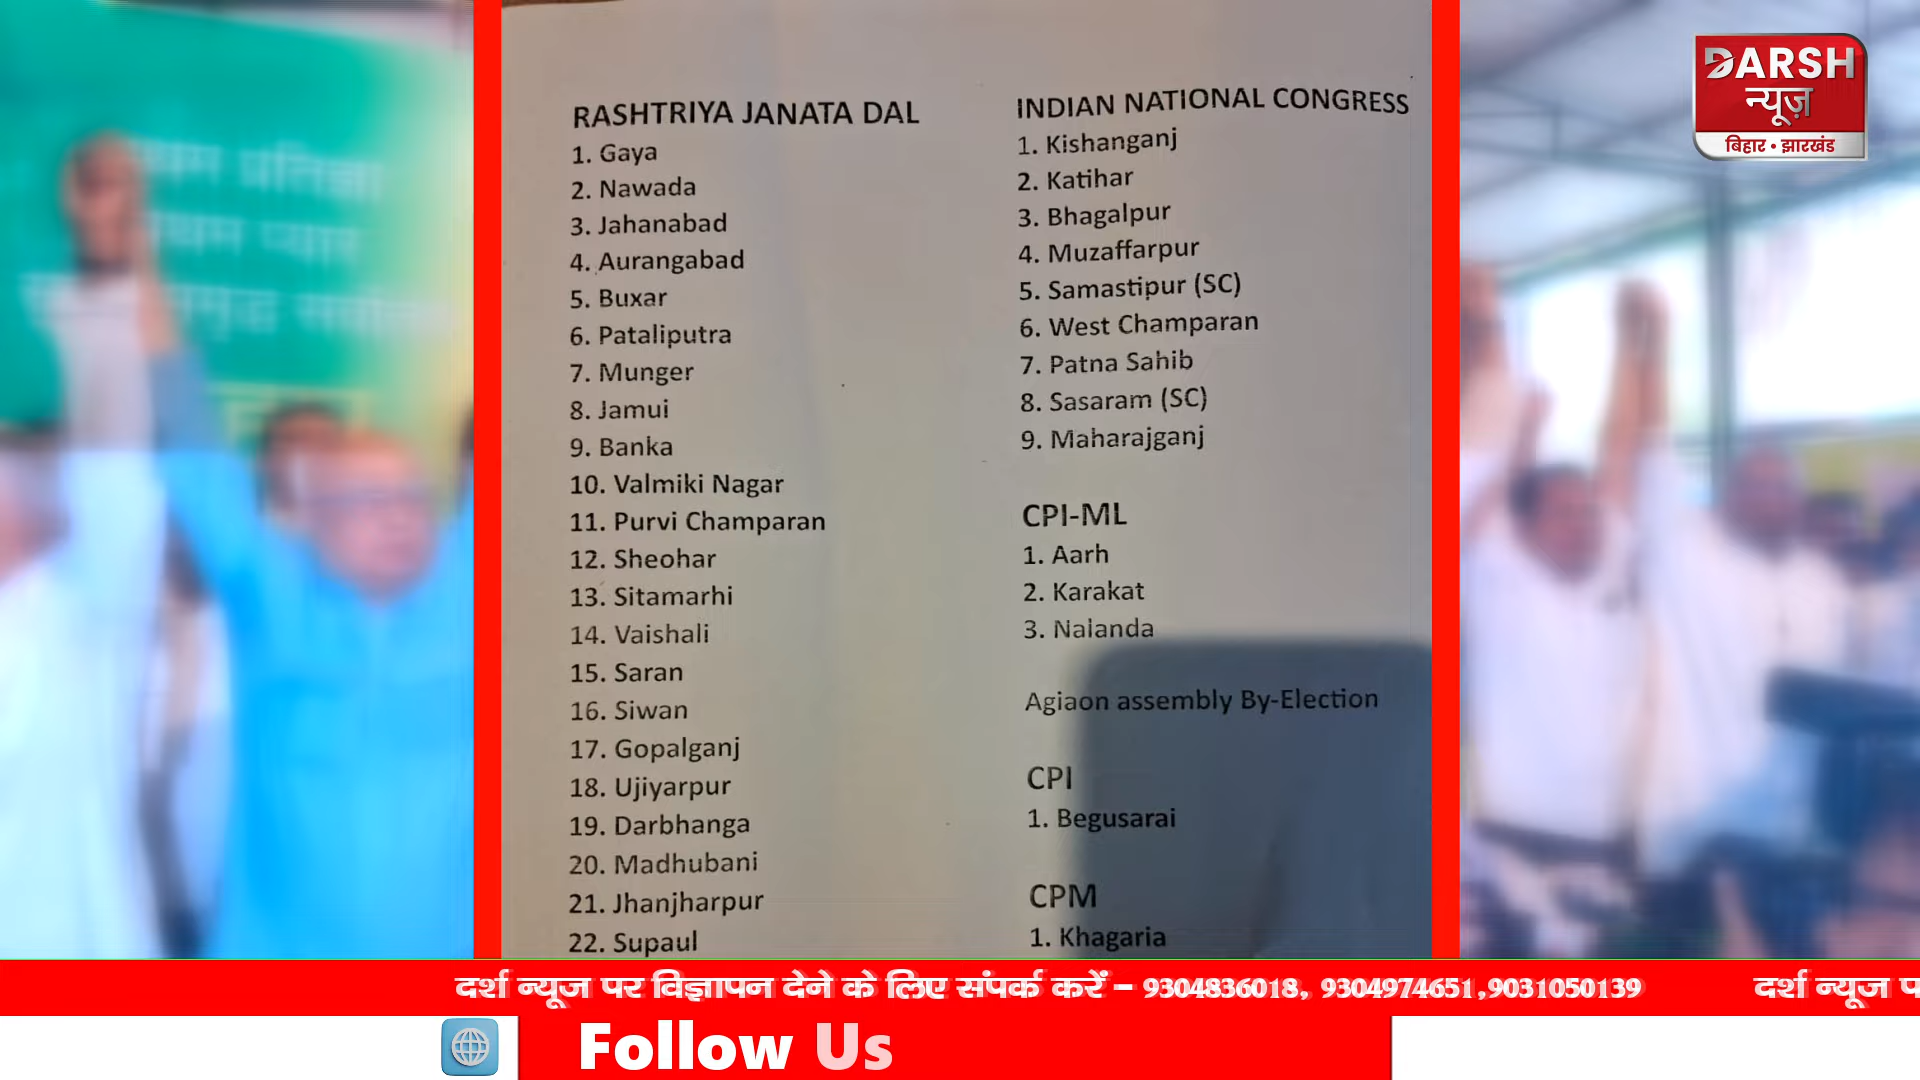 RASHTRIYA JANATA DAL
1. Gaya
2. Nawada
3. Jahanabad
4. Aurangabad
5. Buxar
6. Pataliputra
7. Munger
8. Jamui
9. Banka
10. Valmiki Nagar
11. Purvi Champaran
12. Sheohar
13. Sitamarhi
14. Vaishali
15. Saran
16. Siwan
17. Gopalganj
18. Ujiyarpur
19. Darbhanga
20. Madhubani
21. Jhanjharpur
22. Supaul
INDIAN NATIONAL CONGRESS
1. Kishanganj
2. Katihar
3. Bhagalpur
4. Muzaffarpur
5. Samastipur (SC)
6. West Champaran
7. Patna Sahib
8. Sasaram (SC)
9. Maharajganj
CPI-ML
1. Aarh
2. Karakat
3. Nalanda
Agiaon assembly By-Election
CPI
1. Begusarai
CPM
1. Khagaria
DARSH
न्यूज़
बिहार • झारखंड
दर्श न्यूज पर विज्ञापन देने के लिए संपर्क करें – 9304836018, 9304974651,9031050139 दर्श न्यूज प
Follow Us